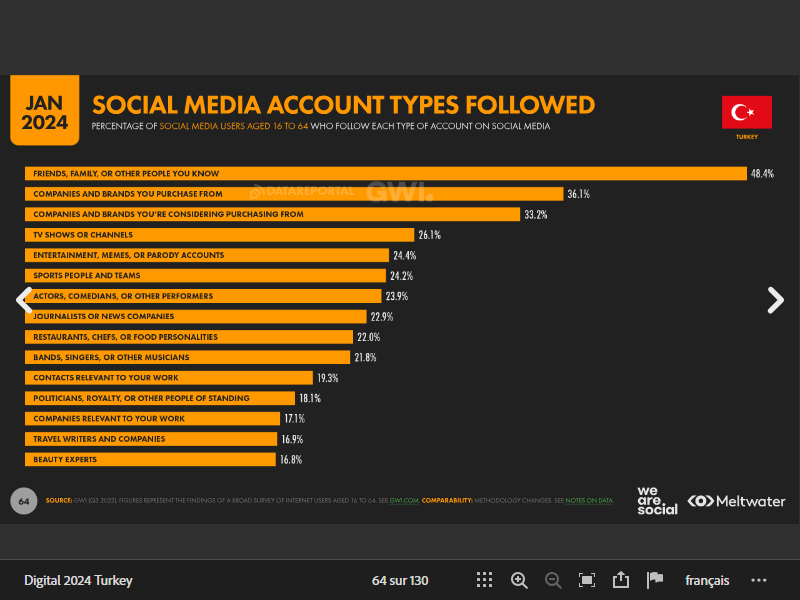 JAN
2024
SOCIAL MEDIA ACCOUNT TYPES FOLLOWED
PERCENTAGE OF SOCIAL MEDIA USERS AGED 16 TO 64 WHO FOLLOW EACH TYPE OF ACCOUNT ON SOCIAL MEDIA
TURKEY
FRIENDS, FAMILY, OR OTHER PEOPLE YOU KNOW 48.4%
DATAREPORTAL GWI.
COMPANIES AND BRANDS YOU PURCHASE FROM 36.1%
COMPANIES AND BRANDS YOU'RE CONSIDERING PURCHASING FROM 33.2%
TV SHOWS OR CHANNELS 26.1%
ENTERTAINMENT, MEMES, OR PARODY ACCOUNTS 24.4%
SPORTS PEOPLE AND TEAMS 24.2%
ACTORS, COMEDIANS, OR OTHER PERFORMERS 23.9%
JOURNALISTS OR NEWS COMPANIES 22.9%
RESTAURANTS, CHEFS, OR FOOD PERSONALITIES 22.0%
BANDS, SINGERS, OR OTHER MUSICIANS 21.8%
CONTACTS RELEVANT TO YOUR WORK 19.3%
POLITICIANS, ROYALTY, OR OTHER PEOPLE OF STANDING 18.1%
COMPANIES RELEVANT TO YOUR WORK 17.1%
TRAVEL WRITERS AND COMPANIES 16.9%
BEAUTY EXPERTS 16.8%
64
SOURCE: GWI (Q3 2023). FIGURES REPRESENT THE FINDINGS OF A BROAD SURVEY OF INTERNET USERS AGED 16 TO 64. SEE GWI.COM. COMPARABILITY: METHODOLOGY CHANGES. SEE NOTES ON DATA.
we
are
social
Meltwater
Digital 2024 Turkey
64 sur 130
français